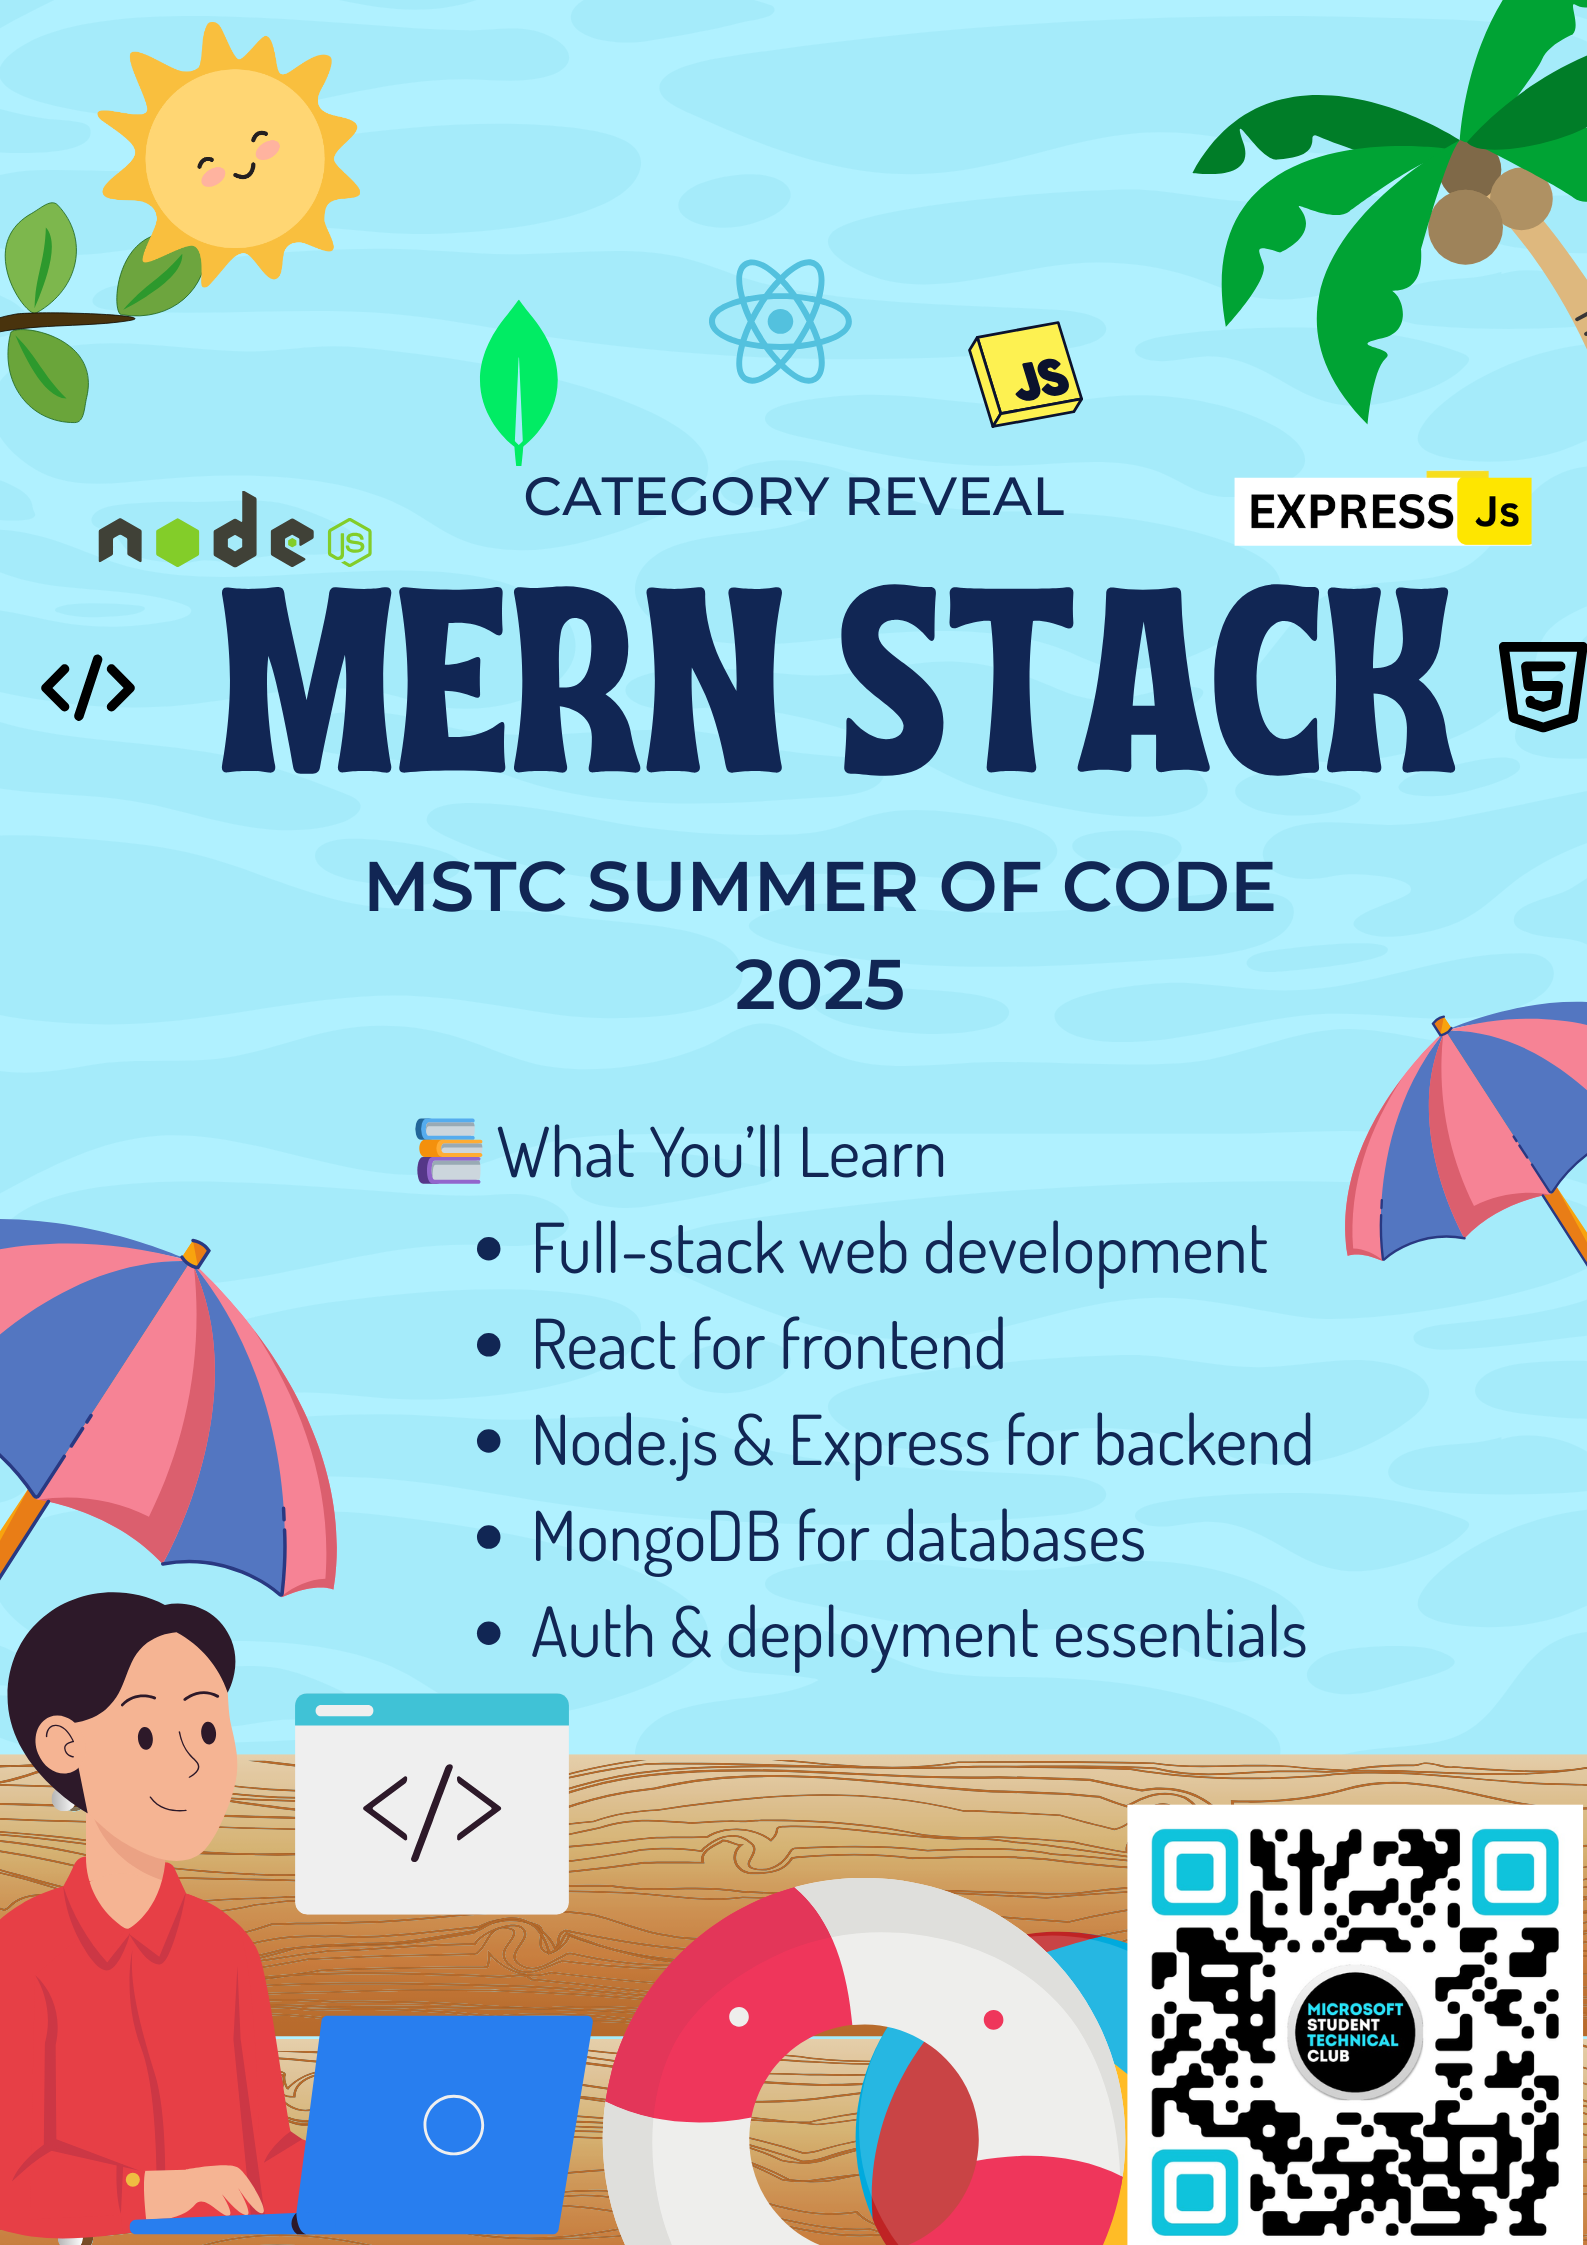 JS
CATEGORY REVEAL
node JS
EXPRESS Js
MERN STACK
</>
5
MSTC SUMMER OF CODE
2025
📚 What You’ll Learn
• Full-stack web development
• React for frontend
• Node.js & Express for backend
• MongoDB for databases
• Auth & deployment essentials
</>
MICROSOFT
STUDENT
TECHNICAL
CLUB